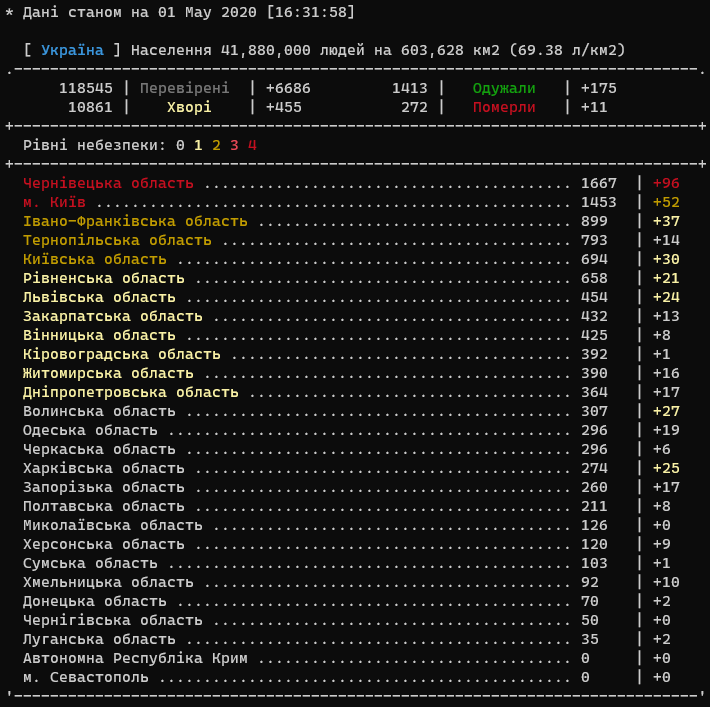 * Дані станом на 01 May 2020 [16:31:58]
[ Україна ] Населення 41,880,000 людей на 603,628 км2 (69.38 л/км2)
118545 | Перевірені | +6686 1413 | Одужали | +175
10861 | Хворі | +455 272 | Померли | +11
Рівні небезпеки: 0 1 2 3 4
Чернівецька область ......................................... 1667 | +96
м. Київ ..................................................... 1453 | +52
Івано-Франківська область ................................... 899 | +37
Тернопільська область ....................................... 793 | +14
Київська область ............................................ 694 | +30
Рівненська область .......................................... 658 | +21
Львівська область ........................................... 454 | +24
Закарпатська область ........................................ 432 | +13
Вінницька область ........................................... 425 | +8
Кіровоградська область ...................................... 392 | +1
Житомирська область ......................................... 390 | +16
Дніпропетровська область .................................... 364 | +17
Волинська область ........................................... 307 | +27
Одеська область ............................................. 296 | +19
Черкаська область ........................................... 296 | +6
Харківська область .......................................... 274 | +25
Запорізька область .......................................... 260 | +17
Полтавська область .......................................... 211 | +8
Миколаївська область ........................................ 126 | +0
Херсонська область .......................................... 120 | +9
Сумська область ............................................. 103 | +1
Хмельницька область ......................................... 92 | +10
Донецька область ............................................ 70 | +2
Чернігівська область ........................................ 50 | +0
Луганська область ........................................... 35 | +2
Автономна Республіка Крим ................................... 0 | +0
м. Севастополь .............................................. 0 | +0